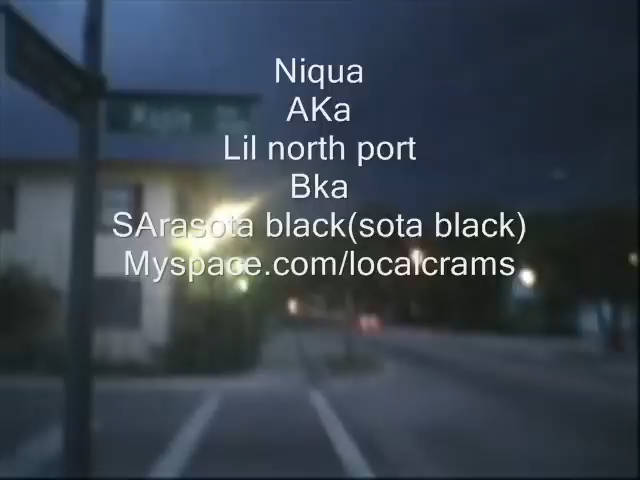 Niqua
AKa
Lil north port
Bka
SArasota black(sota black)
Myspace.com/localcrams